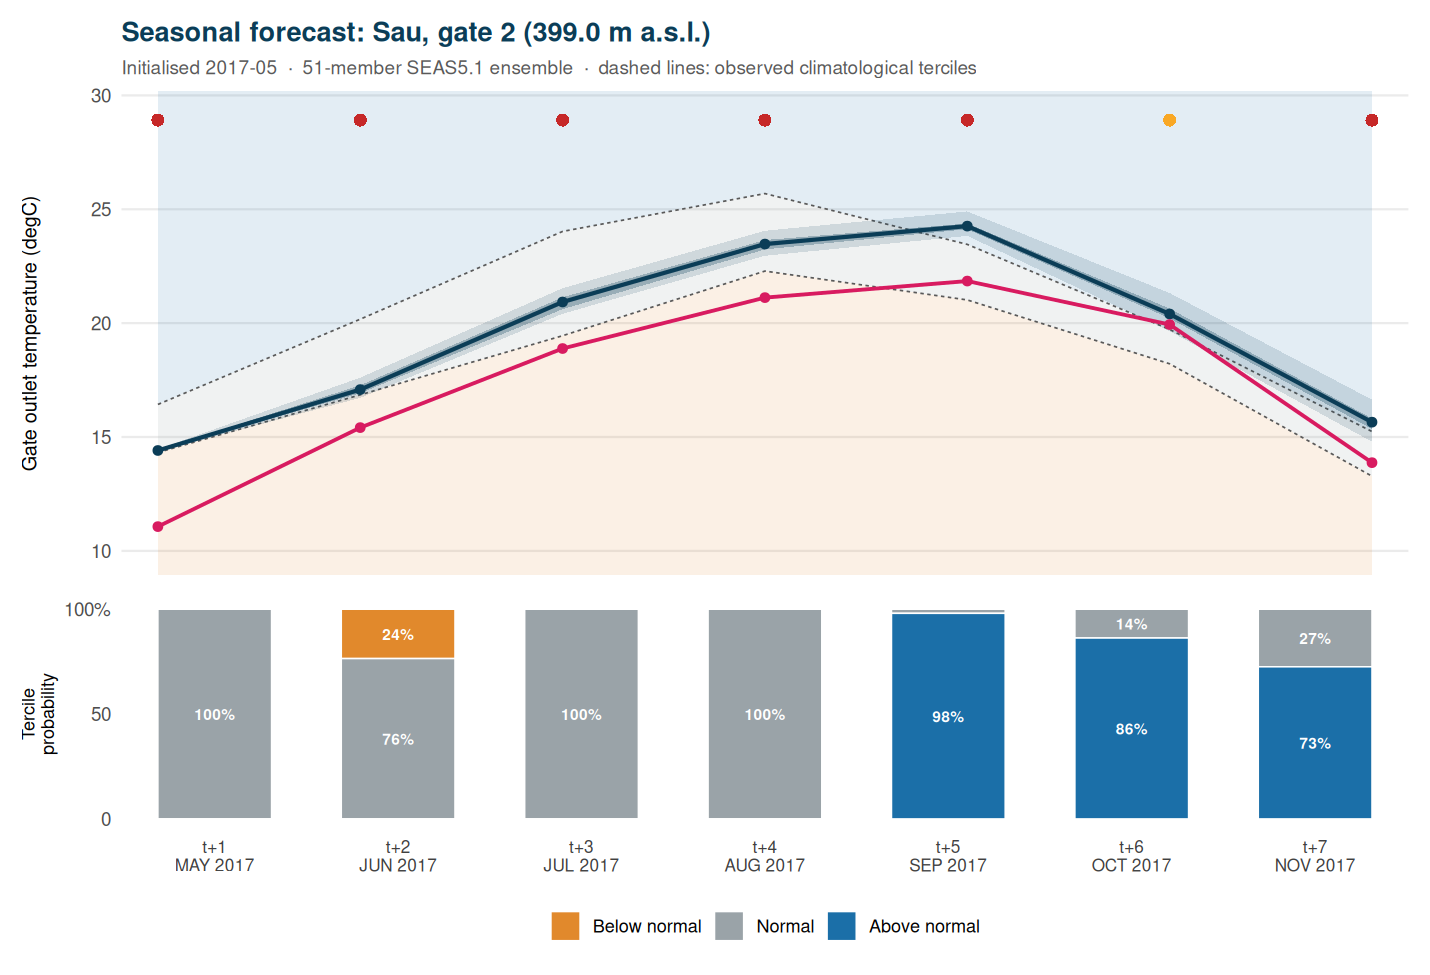 Seasonal forecast: Sau, gate 2 (399.0 m a.s.l.)
Initialised 2017-05 · 51-member SEAS5.1 ensemble · dashed lines: observed climatological terciles
Gate outlet temperature (degC)
30
25
20
15
10
Tercile
probability
100%
50
0
100%
24%
76%
100%
100%
98%
14%
86%
27%
73%
t+1
MAY 2017
t+2
JUN 2017
t+3
JUL 2017
t+4
AUG 2017
t+5
SEP 2017
t+6
OCT 2017
t+7
NOV 2017
Below normal
Normal
Above normal